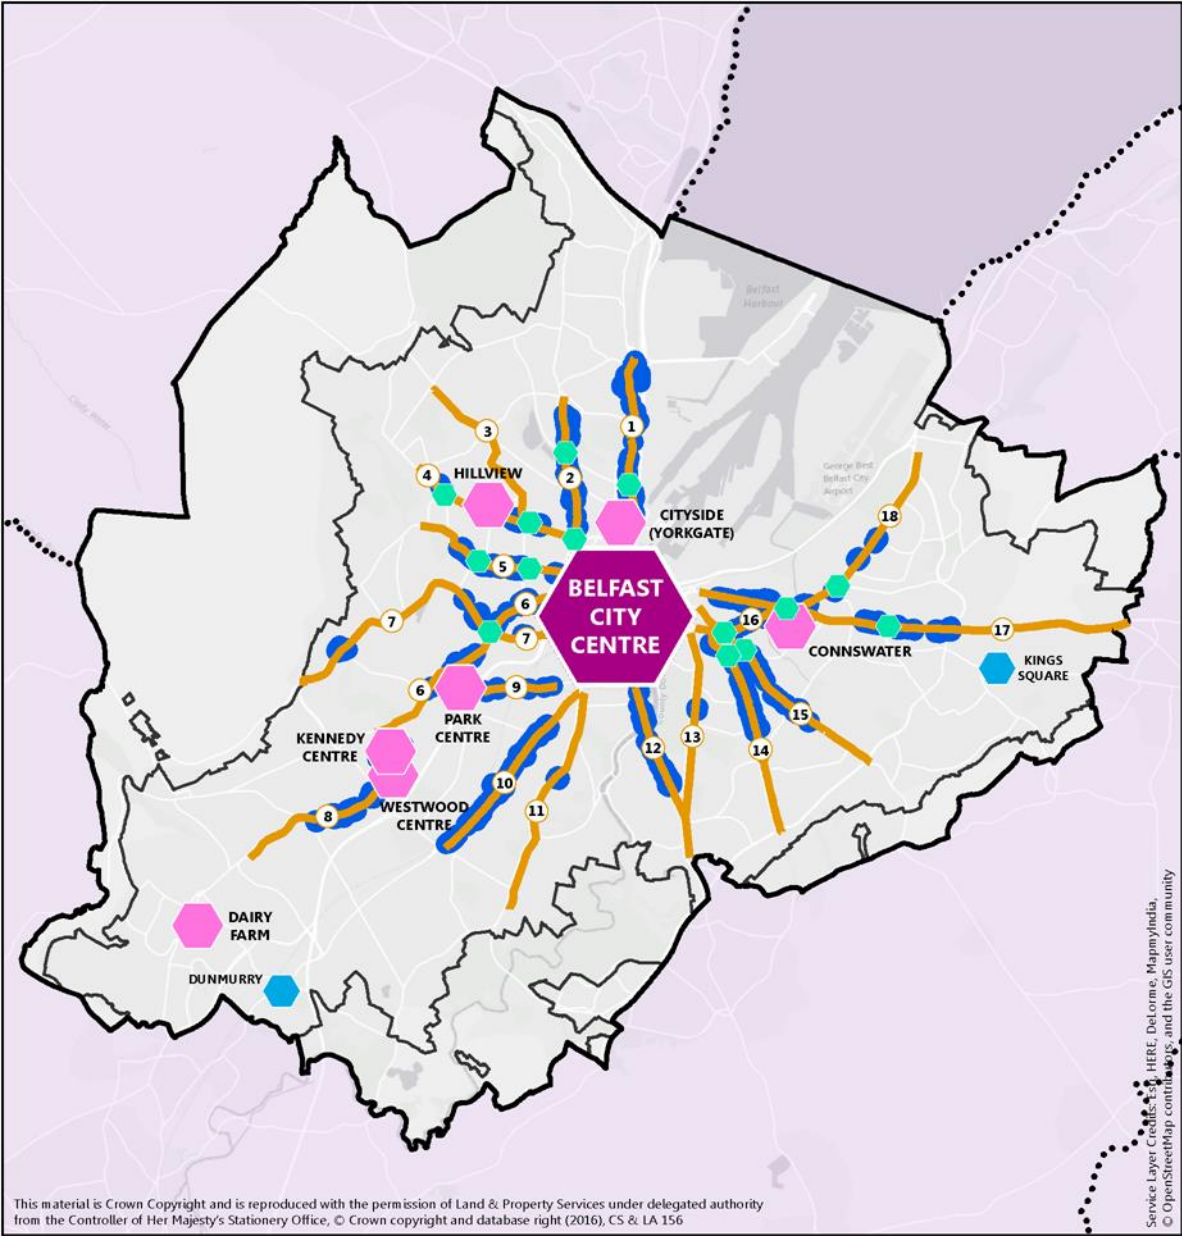 Belfast
Harbour
3
1
4
HILLVIEW
2
George Best
Belfast City
Airport
CITYSIDE
(YORKGATE)
18
5
BELFAST
CITY
CENTRE
6
7
7
16
17
CONNSWATER
KINGS
SQUARE
6
9
PARK
CENTRE
15
KENNEDY
CENTRE
13
12
14
10
WESTWOOD
CENTRE
11
8
DAIRY
FARM
DUNMURRY
This material is Crown Copyright and is reproduced with the permission of Land & Property Services under delegated authority
from the Controller of Her Majesty's Stationery Office, © Crown copyright and database right (2016), CS & LA 156
Service Layer Credits: Esri, HERE, DeLorme, MapmyIndia,
© OpenStreetMap contributors, and the GIS user community